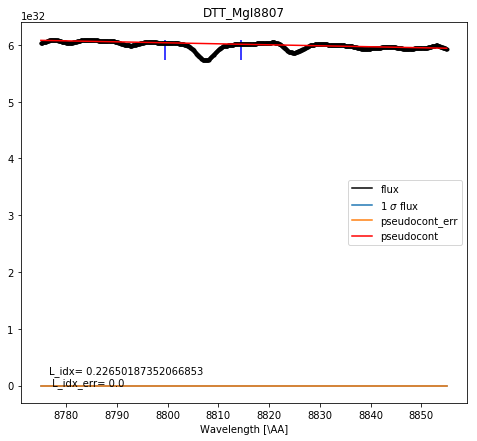 DTT_MgI8807
1e32
6
5
4
3
2
1
0
flux
1 σ flux
pseudocont_err
pseudocont
L_idx= 0.22650187352066853
L_idx_err= 0.0
8780 8790 8800 8810 8820 8830 8840 8850
Wavelength [\AA]